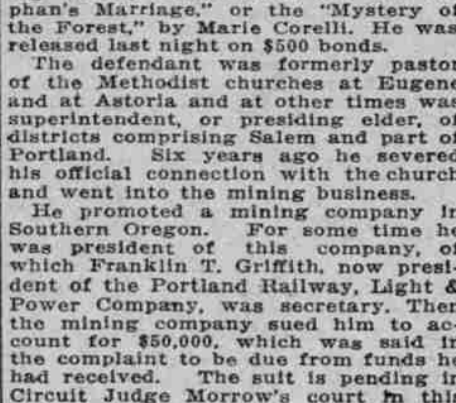 phan's Marriage," or the "Mystery of
the Forest," by Marie Corelli. He was
released last night on $500 bonds.
The defendant was formerly pastor
of the Methodist churches at Eugene
and at Astoria and at other times was
superintendent, or presiding elder, of
districts comprising Salem and part of
Portland. Six years ago he severed
his official connection with the church
and went into the mining business.
He promoted a mining company in
Southern Oregon. For some time he
was president of this company, of
which Franklin T. Griffith, now presi-
dent of the Portland Railway, Light &
Power Company, was secretary. Then
the mining company sued him to ac-
count for $50,000, which was said in
the complaint to be due from funds he
had received. The suit is pending in
Circuit Judge Morrow's court in this